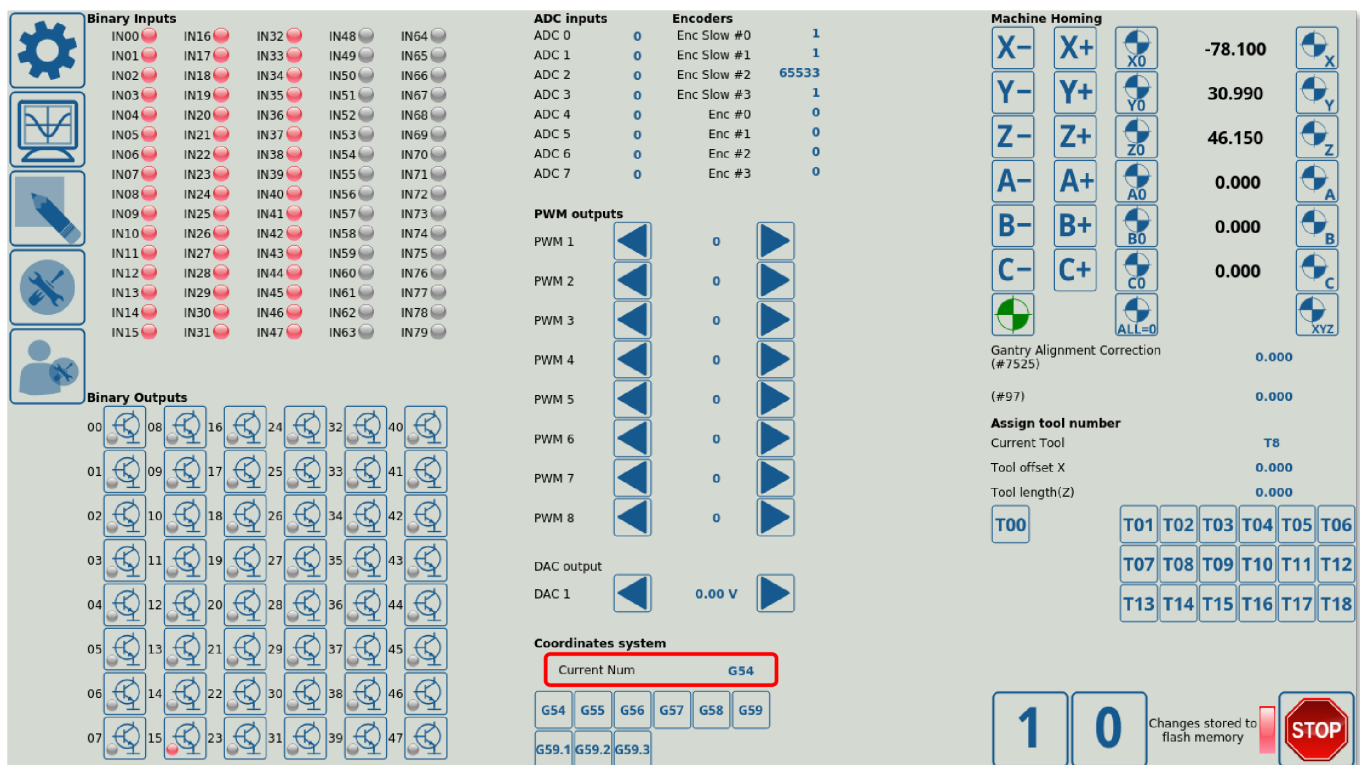 Binary Inputs
IN00 IN16 IN32 IN48 IN64
IN01 IN17 IN33 IN49 IN65
IN02 IN18 IN34 IN50 IN66
IN03 IN19 IN35 IN51 IN67
IN04 IN20 IN36 IN52 IN68
IN05 IN21 IN37 IN53 IN69
IN06 IN22 IN38 IN54 IN70
IN07 IN23 IN39 IN55 IN71
IN08 IN24 IN40 IN56 IN72
IN09 IN25 IN41 IN57 IN73
IN10 IN26 IN42 IN58 IN74
IN11 IN27 IN43 IN59 IN75
IN12 IN28 IN44 IN60 IN76
IN13 IN29 IN45 IN61 IN77
IN14 IN30 IN46 IN62 IN78
IN15 IN31 IN47 IN63 IN79
Binary Outputs
00 08 16 24 32 40
01 09 17 25 33 41
02 10 18 26 34 42
03 11 19 27 35 43
04 12 20 28 36 44
05 13 21 29 37 45
06 14 22 30 38 46
07 15 23 31 39 47
ADC inputs
ADC 0 0
ADC 1 0
ADC 2 0
ADC 3 0
ADC 4 0
ADC 5 0
ADC 6 0
ADC 7 0
Encoders
Enc Slow #0 1
Enc Slow #1 1
Enc Slow #2 65533
Enc Slow #3 1
Enc #0 0
Enc #1 0
Enc #2 0
Enc #3 0
PWM outputs
PWM 1 0
PWM 2 0
PWM 3 0
PWM 4 0
PWM 5 0
PWM 6 0
PWM 7 0
PWM 8 0
DAC output
DAC 1 0.00 V
Coordinates system
Current Num G54
G54 G55 G56 G57 G58 G59
G59.1 G59.2 G59.3
Machine Homing
X− X+ X0 -78.100 X
Y− Y+ Y0 30.990 Y
Z− Z+ Z0 46.150 Z
A− A+ A0 0.000 A
B− B+ B0 0.000 B
C− C+ C0 0.000 C
ALL=0 XYZ
Gantry Alignment Correction 0.000
(#7525)
(#97) 0.000
Assign tool number
Current Tool T8
Tool offset X 0.000
Tool length(Z) 0.000
T00 T01 T02 T03 T04 T05 T06
T07 T08 T09 T10 T11 T12
T13 T14 T15 T16 T17 T18
1 0
Changes stored to
flash memory
STOP